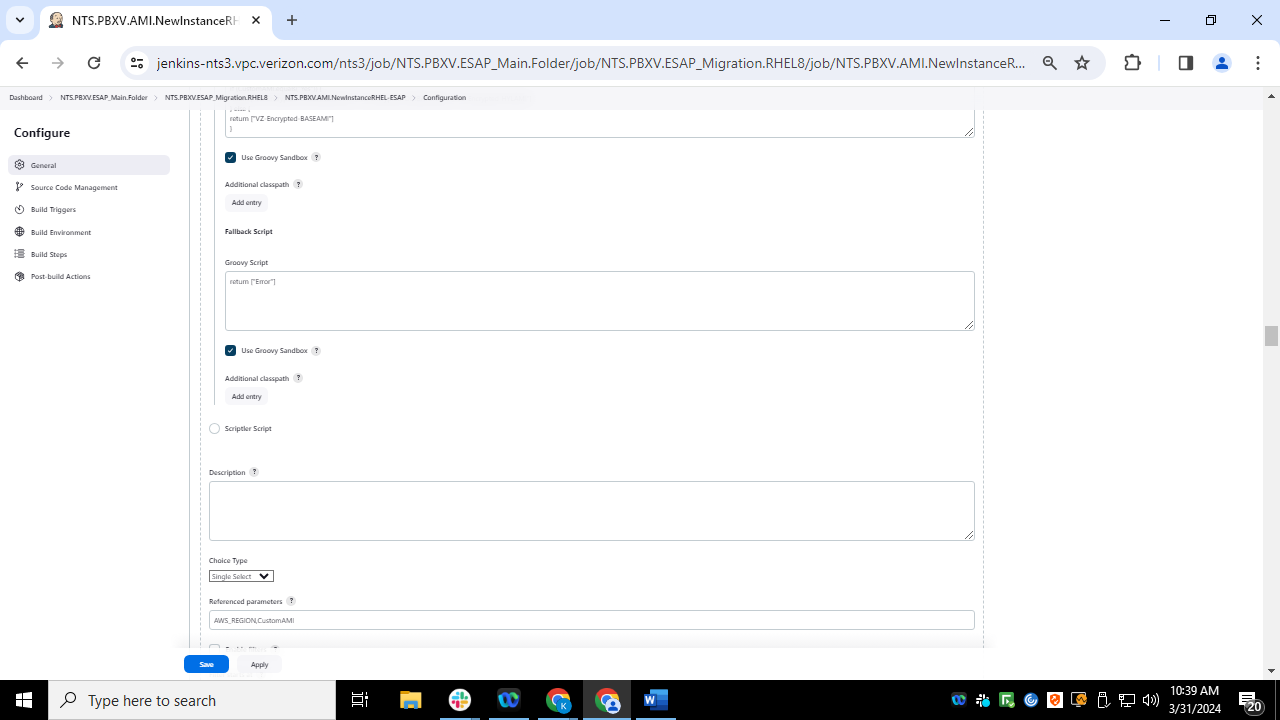 NTS.PBXV.AMI.NewInstanceRH
jenkins-nts3.vpc.verizon.com/nts3/job/NTS.PBXV.ESAP_Main.Folder/job/NTS.PBXV.ESAP_Migration.RHEL8/job/NTS.PBXV.AMI.NewInstanceR...
Dashboard > NTS.PBXV.ESAP_Main.Folder > NTS.PBXV.ESAP_Migration.RHEL8 > NTS.PBXV.AMI.NewInstanceRHEL-ESAP > Configuration
Configure
General
Source Code Management
Build Triggers
Build Environment
Build Steps
Post-build Actions
return ["VZ-Encrypted-BASEAMI"]
}
Use Groovy Sandbox ?
Additional classpath ?
Add entry
Fallback Script
Groovy Script
return ["Error"]
Use Groovy Sandbox ?
Additional classpath ?
Add entry
Scriptler Script
Description ?
Choice Type
Single Select
Referenced parameters ?
AWS_REGION,CustomAMI
Save
Apply
Type here to search
K
10:39 AM
3/31/2024
20